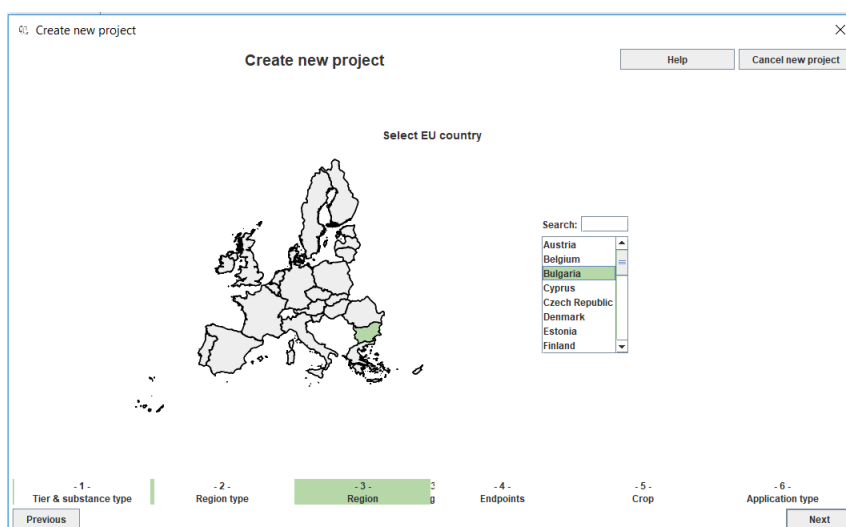 Create new project
Create new project
Help
Cancel new project
Select EU country
Search:
Austria
Belgium
Bulgaria
Cyprus
Czech Republic
Denmark
Estonia
Finland
- 1 -
Tier & substance type
- 2 -
Region type
- 3 -
Region
- 4 -
Endpoints
- 5 -
Crop
- 6 -
Application type
Previous
Next